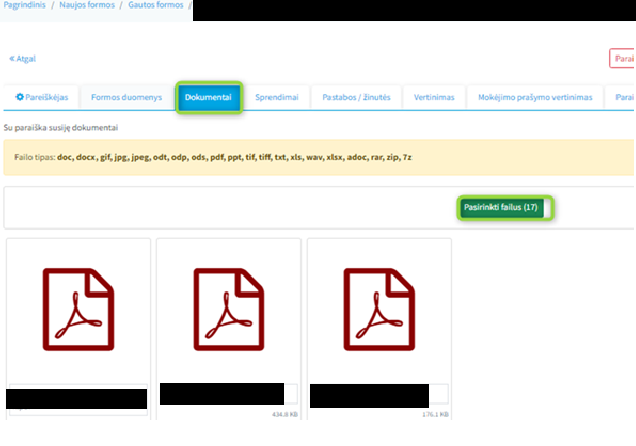 Pagrindinis / Naujos formos / Gautos formos /
« Atgal
Parai
Pareiškėjas Formos duomenys Dokumentai Sprendimai Pastabos / žinutės Vertinimas Mokėjimo prašymo vertinimas Parai
Su paraiška susiję dokumentai
Failo tipas: doc, docx, gif, jpg, jpeg, odt, odp, ods, pdf, ppt, tif, tiff, txt, xls, wav, xlsx, adoc, rar, zip, 7z
Pasirinkti failus (17)
434.8 KB 176.1 KB